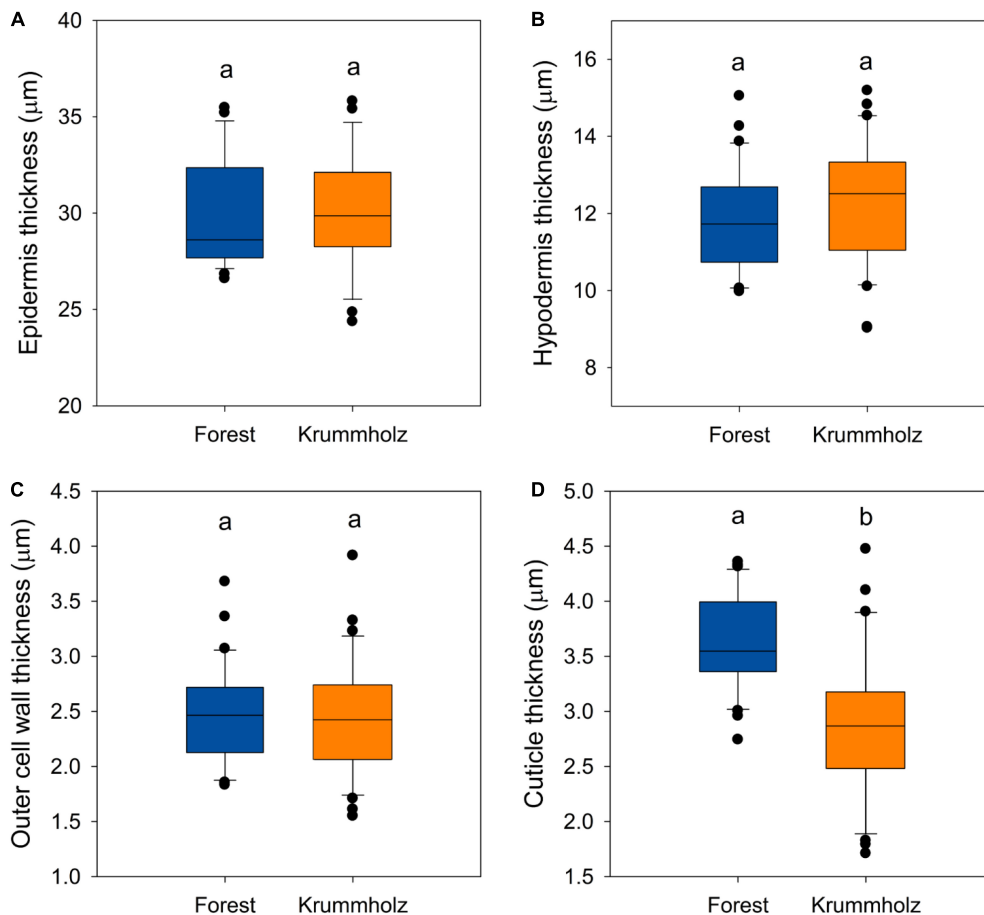 A
Epidermis thickness (μm)
40
35
30
25
20
a
a
Forest
Krummholz
B
Hypodermis thickness (μm)
16
14
12
10
8
a
a
Forest
Krummholz
C
Outer cell wall thickness (μm)
4.5
4.0
3.5
3.0
2.5
2.0
1.5
1.0
a
a
Forest
Krummholz
D
Cuticle thickness (μm)
5.0
4.5
4.0
3.5
3.0
2.5
2.0
1.5
a
b
Forest
Krummholz